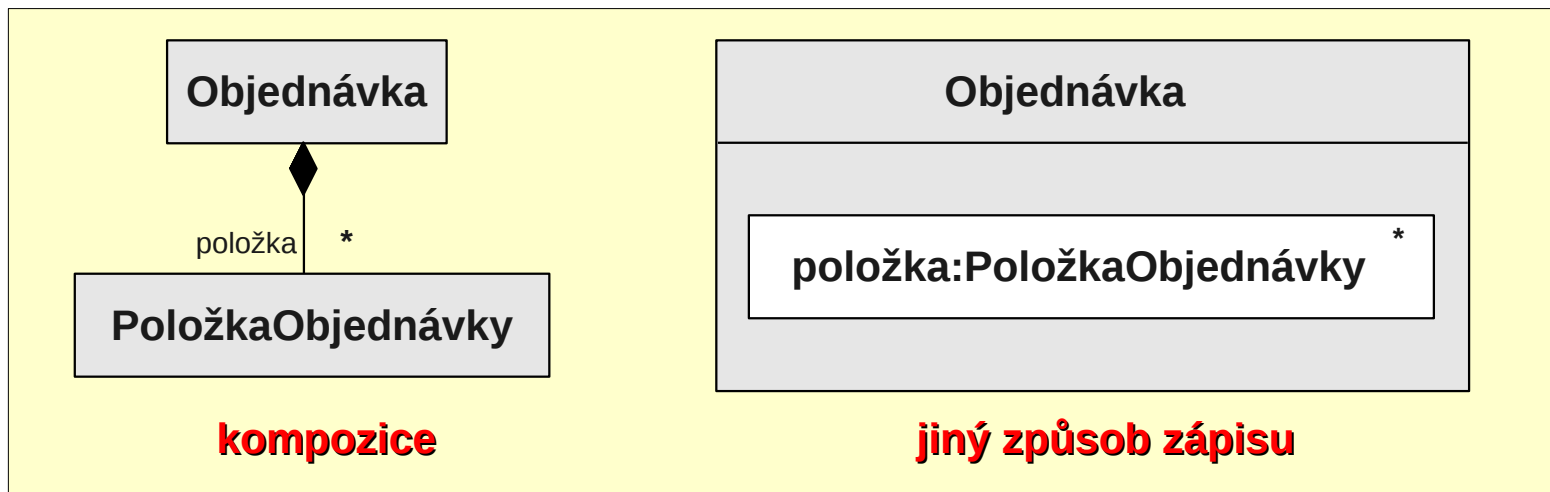 Objednávka
položka *
PoložkaObjednávky
kompozice
Objednávka
položka:PoložkaObjednávky *
jiný způsob zápisu